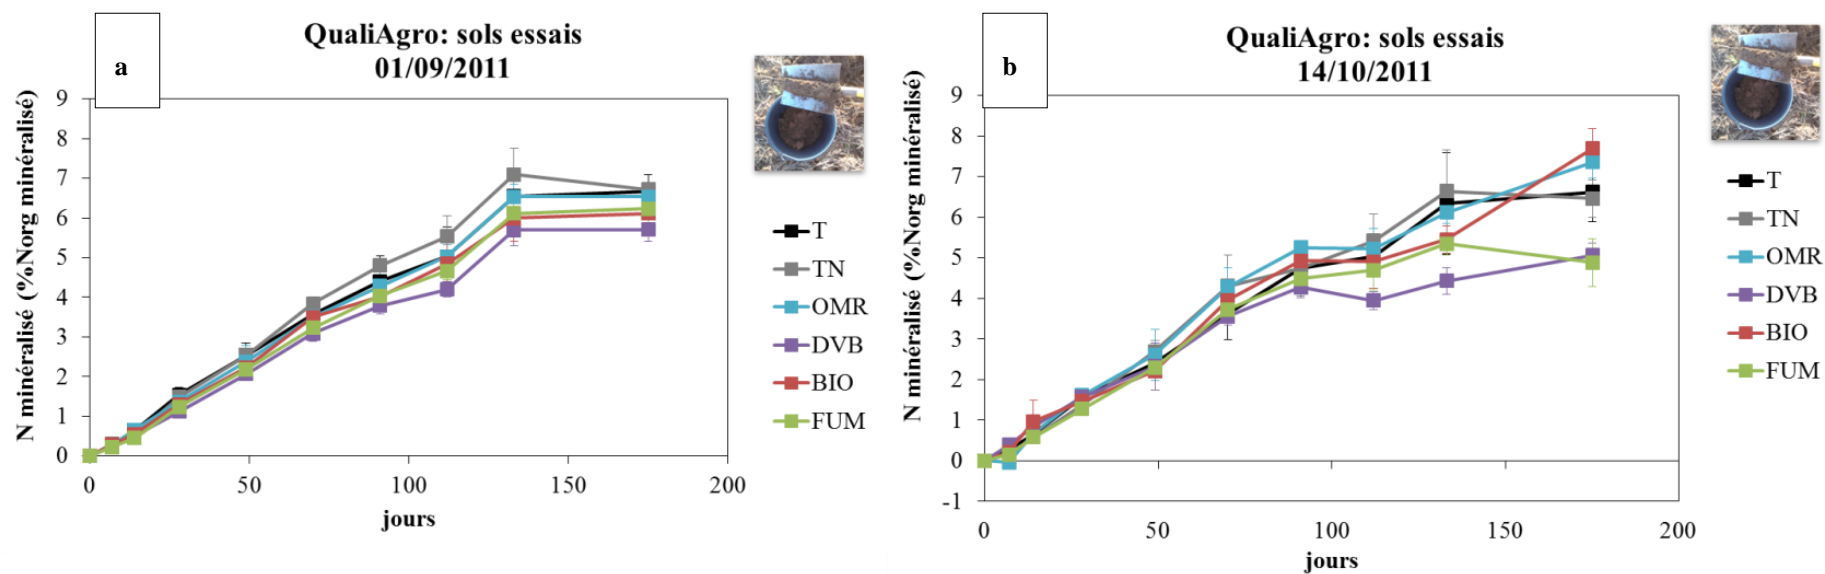 a
QualiAgro: sols essais
01/09/2011
N minéralisé (%Norg minéralisé)
9
8
7
6
5
4
3
2
1
0
0 50 100 150 200
jours
T
TN
OMR
DVB
BIO
FUM
b
QualiAgro: sols essais
14/10/2011
N minéralisé (%Norg minéralisé)
9
8
7
6
5
4
3
2
1
0
-1
0 50 100 150 200
jours
T
TN
OMR
DVB
BIO
FUM